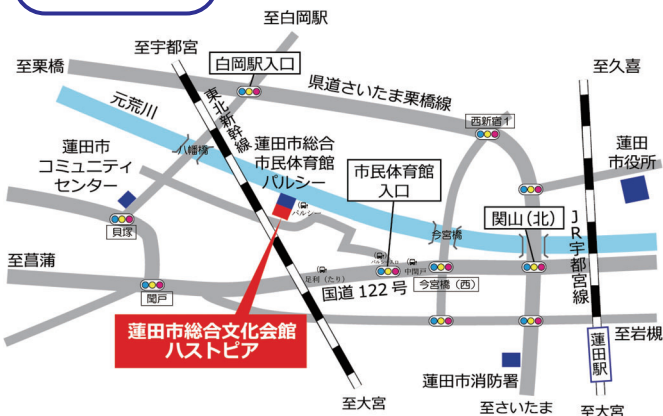 至白岡駅
至宇都宮
至栗橋
白岡駅入口
至久喜
県道さいたま栗橋線
元荒川
東北新幹線
西新宿1
八幡橋
蓮田市
コミュニティ
センター
蓮田市総合
市民体育館
パルシー
蓮田
市役所
市民体育館
入口
パルシー
貝塚
関山(北)
JR宇都宮線
今宮橋
至菖蒲
中閏戸
足利(たり)
国道122号
今宮橋(西)
閏戸
蓮田市総合文化会館
ハストピア
至岩槻
蓮田駅
蓮田市消防署
至大宮
至さいたま
至大宮